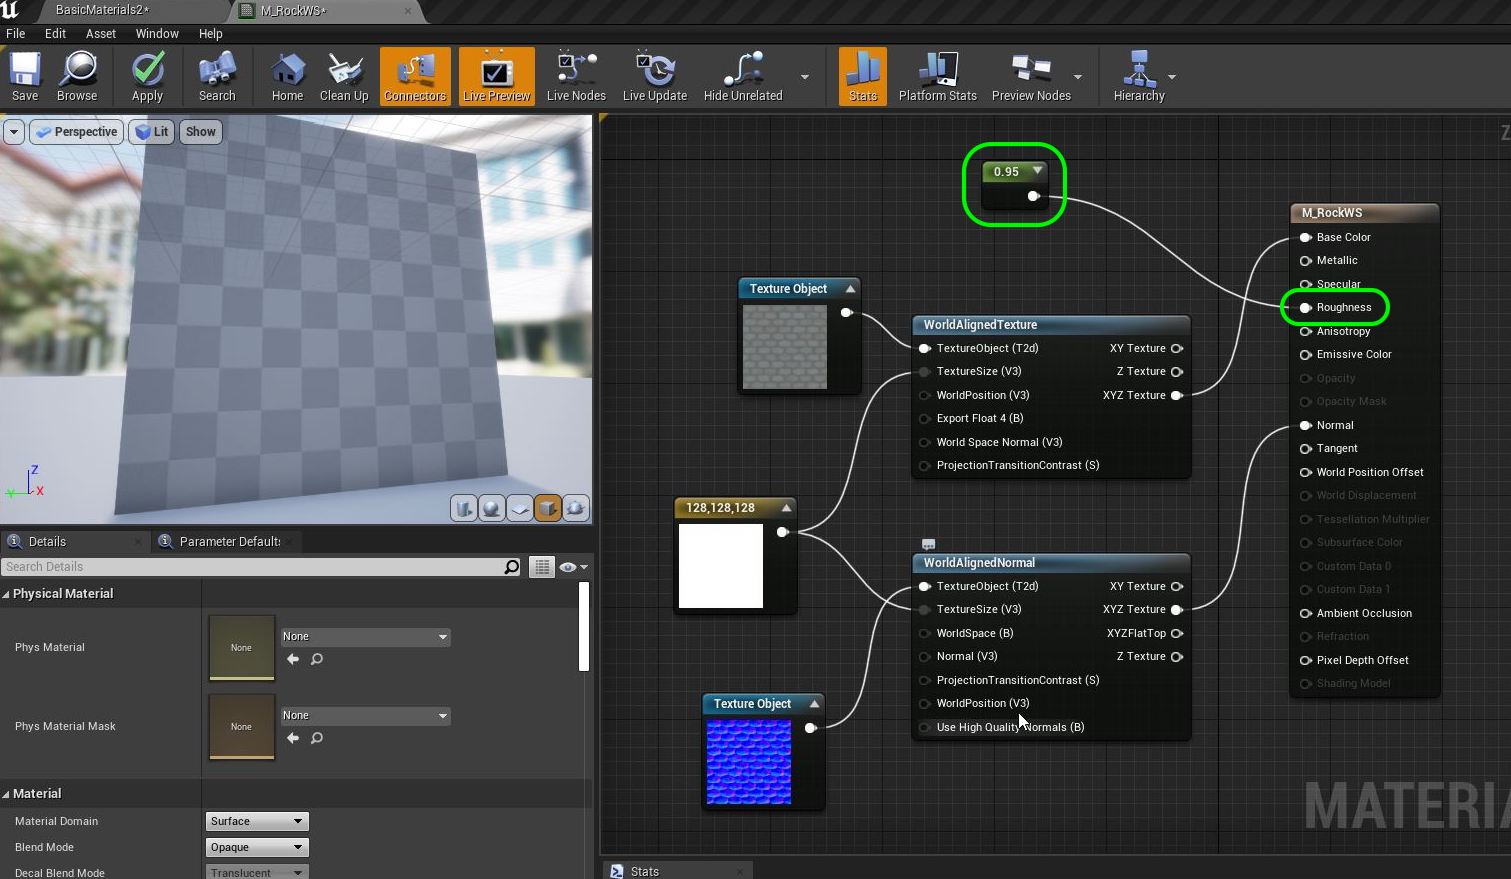 BasicMaterials2*
M_RockWS*
File Edit Asset Window Help
Save Browse Apply Search Home Clean Up Connectors Live Preview Live Nodes Live Update Hide Unrelated Stats Platform Stats Preview Nodes Hierarchy
Perspective Lit Show
Z
Y X
Details Parameter Defaults
Search Details
Physical Material
Phys Material
None
None
Phys Material Mask
None
None
Material
Material Domain Surface
Blend Mode Opaque
Decal Blend Mode Translucent
0.95
Texture Object
128,128,128
Texture Object
WorldAlignedTexture
TextureObject (T2d) XY Texture
TextureSize (V3) Z Texture
WorldPosition (V3) XYZ Texture
Export Float 4 (B)
World Space Normal (V3)
ProjectionTransitionContrast (S)
WorldAlignedNormal
TextureObject (T2d) XY Texture
TextureSize (V3) XYZ Texture
WorldSpace (B) XYZFlatTop
Normal (V3) Z Texture
ProjectionTransitionContrast (S)
WorldPosition (V3)
Use High Quality Normals (B)
M_RockWS
Base Color
Metallic
Specular
Roughness
Anisotropy
Emissive Color
Opacity
Opacity Mask
Normal
Tangent
World Position Offset
World Displacement
Tessellation Multiplier
Subsurface Color
Custom Data 0
Custom Data 1
Ambient Occlusion
Refraction
Pixel Depth Offset
Shading Model
Z
MATERIA
Stats